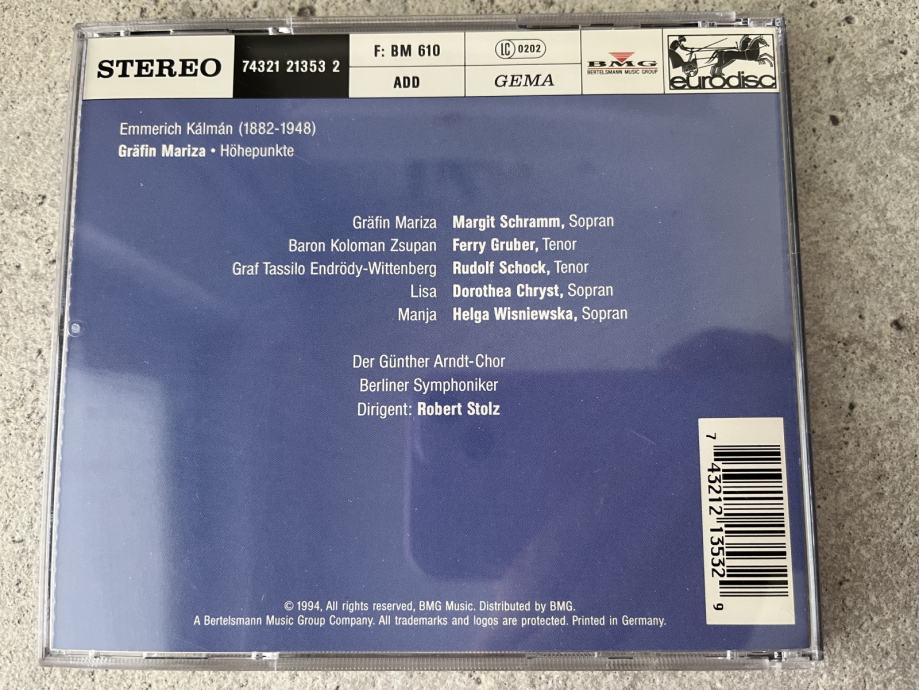 STEREO
74321 21353 2
F: BM 610
ADD
LC 0202
GEMA
BMG
BERTELSMANN MUSIC GROUP
eurodisc
Emmerich Kálmán (1882-1948)
Gräfin Mariza • Höhepunkte
Gräfin Mariza Margit Schramm, Sopran
Baron Koloman Zsupan Ferry Gruber, Tenor
Graf Tassilo Endrödy-Wittenberg Rudolf Schock, Tenor
Lisa Dorothea Chryst, Sopran
Manja Helga Wisniewska, Sopran
Der Günther Arndt-Chor
Berliner Symphoniker
Dirigent: Robert Stolz
7 43212 13532 9
© 1994, All rights reserved, BMG Music. Distributed by BMG.
A Bertelsmann Music Group Company. All trademarks and logos are protected. Printed in Germany.